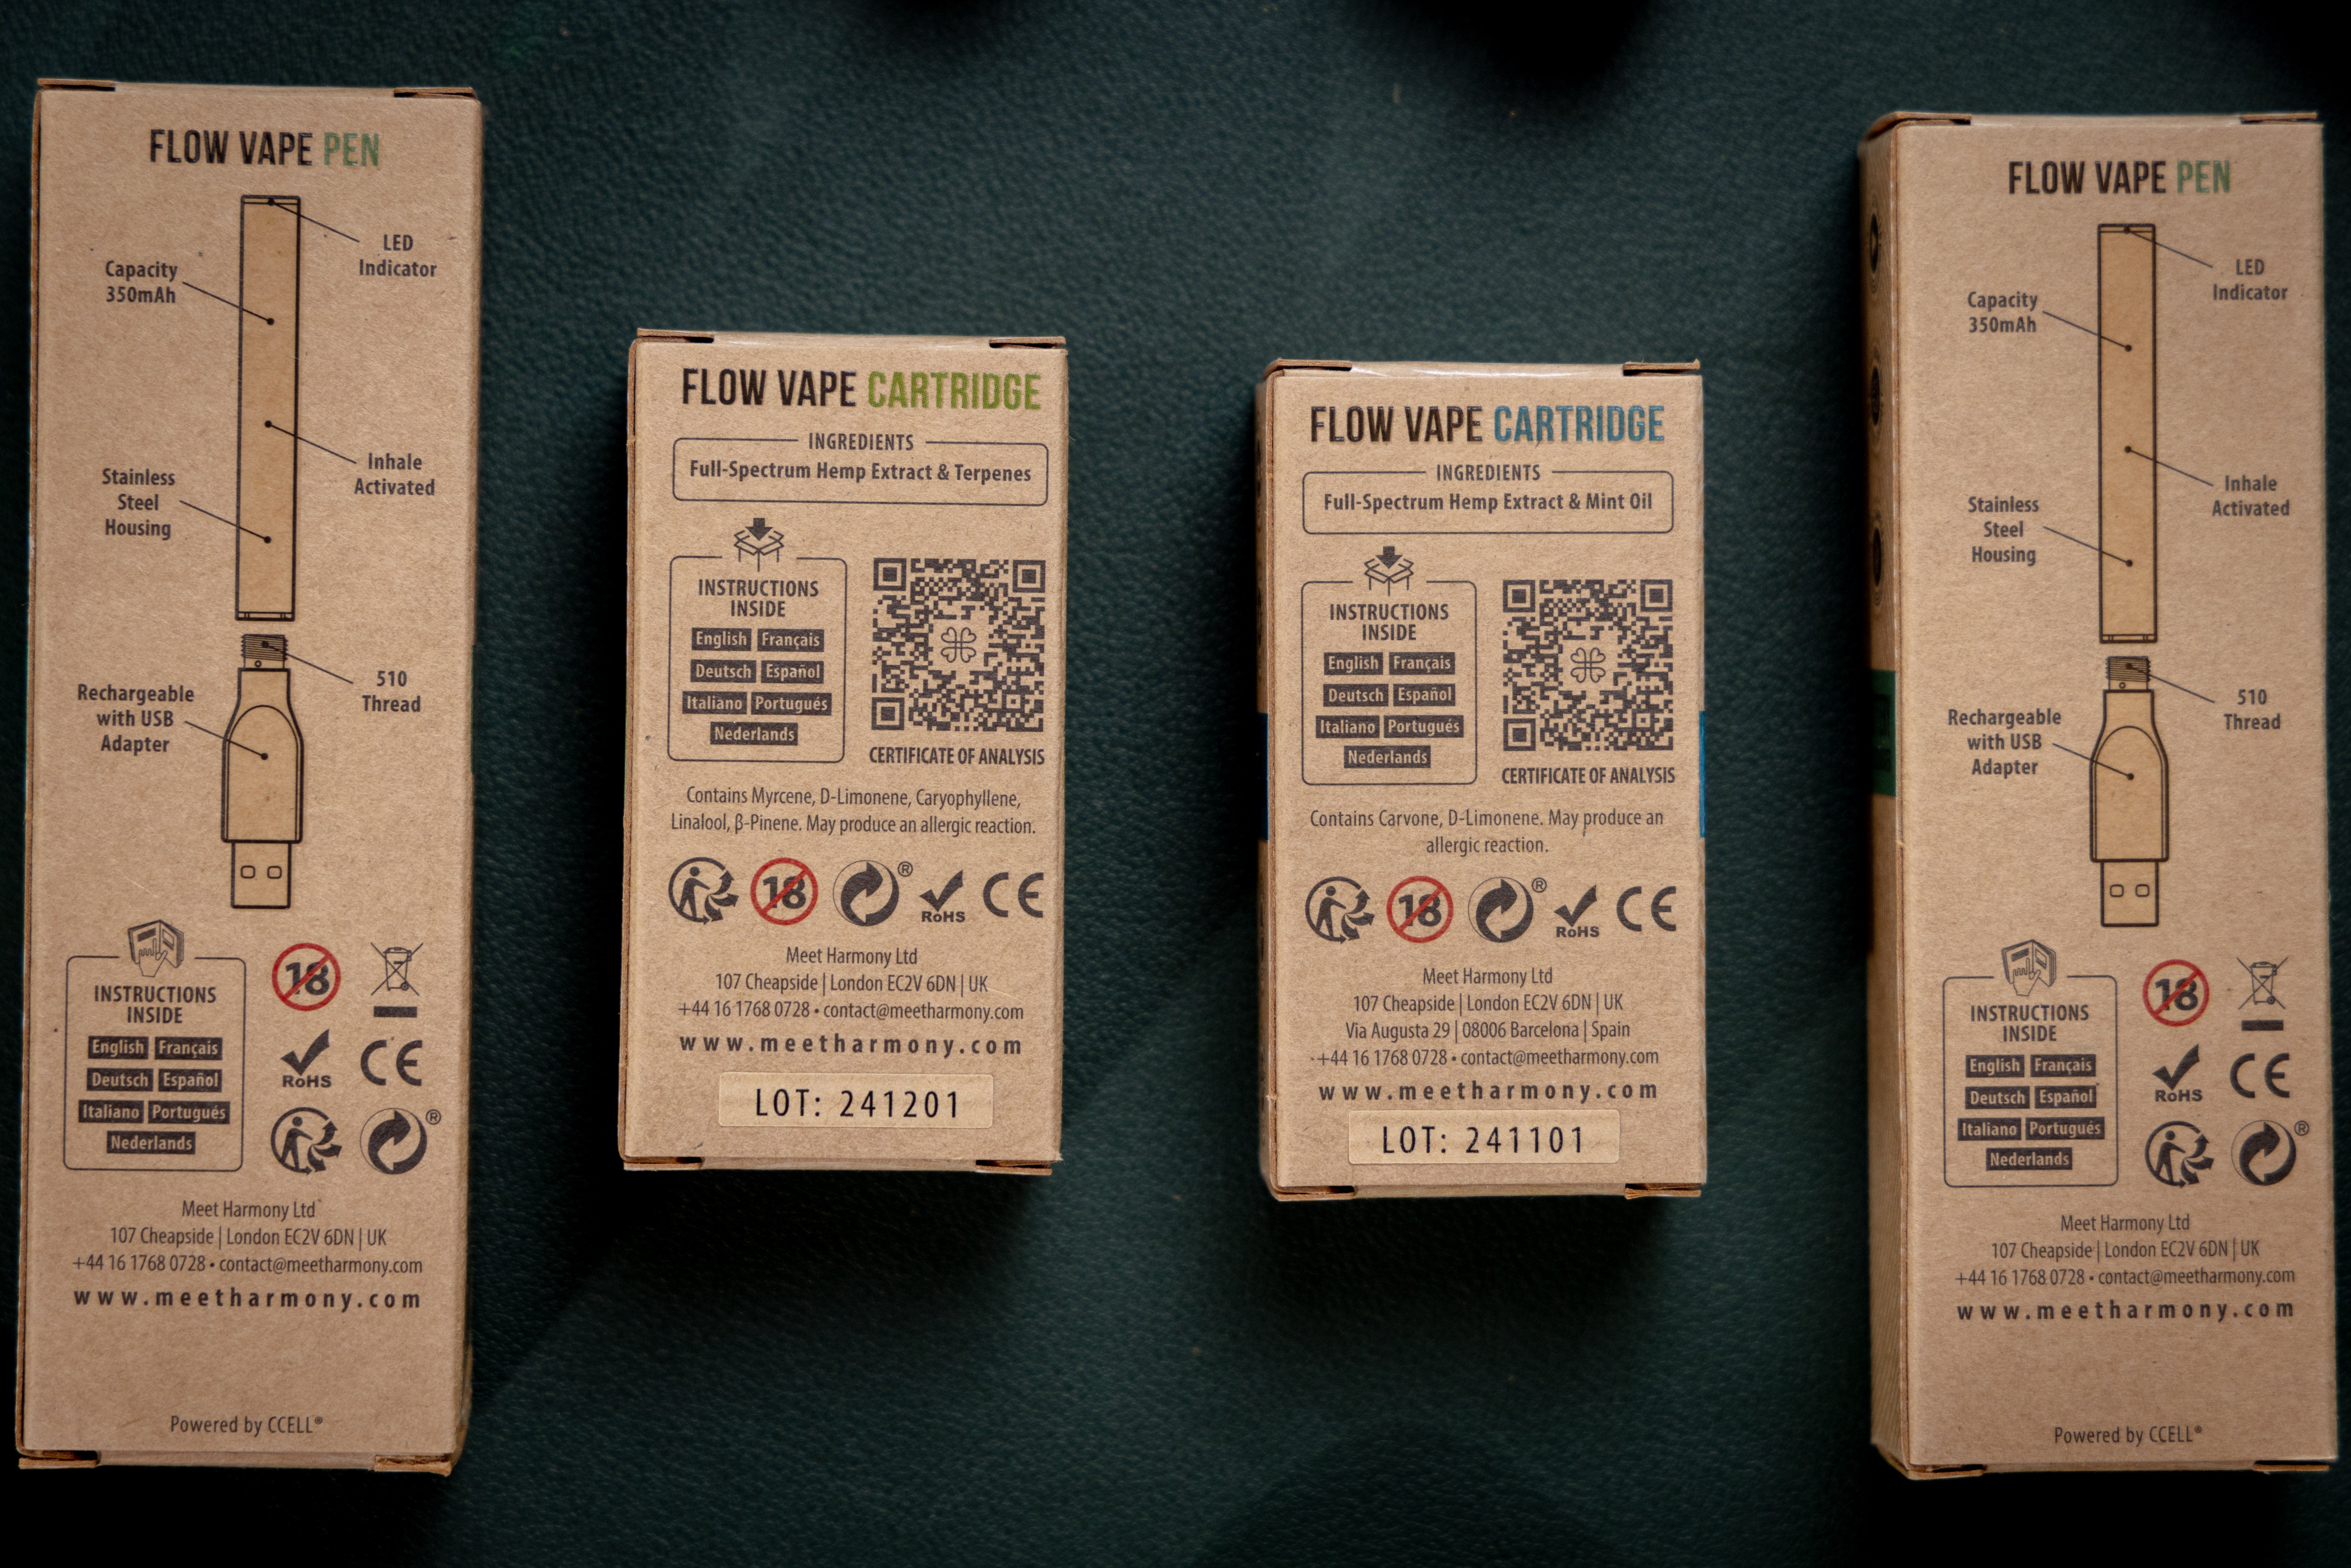 FLOW VAPE PEN
LED
Indicator
Capacity
350mAh
Inhale
Activated
Stainless
Steel
Housing
510
Thread
Rechargeable
with USB
Adapter
INSTRUCTIONS
INSIDE
English Français
Deutsch Español
Italiano Portugués
Nederlands
18
RoHS
CE
®
Meet Harmony Ltd
107 Cheapside | London EC2V 6DN | UK
+44 16 1768 0728 • contact@meetharmony.com
www.meetharmony.com
Powered by CCELL®
FLOW VAPE CARTRIDGE
INGREDIENTS
Full-Spectrum Hemp Extract & Terpenes
INSTRUCTIONS
INSIDE
English Français
Deutsch Español
Italiano Portugués
Nederlands
CERTIFICATE OF ANALYSIS
Contains Myrcene, D-Limonene, Caryophyllene,
Linalool, β-Pinene. May produce an allergic reaction.
18
®
RoHS
CE
Meet Harmony Ltd
107 Cheapside | London EC2V 6DN | UK
+44 16 1768 0728 • contact@meetharmony.com
www.meetharmony.com
LOT: 241201
FLOW VAPE CARTRIDGE
INGREDIENTS
Full-Spectrum Hemp Extract & Mint Oil
INSTRUCTIONS
INSIDE
English Français
Deutsch Español
Italiano Portugués
Nederlands
CERTIFICATE OF ANALYSIS
Contains Carvone, D-Limonene. May produce an
allergic reaction.
18
®
RoHS
CE
Meet Harmony Ltd
107 Cheapside | London EC2V 6DN | UK
Via Augusta 29 | 08006 Barcelona | Spain
+44 16 1768 0728 • contact@meetharmony.com
www.meetharmony.com
LOT: 241101
FLOW VAPE PEN
LED
Indicator
Capacity
350mAh
Inhale
Activated
Stainless
Steel
Housing
510
Thread
Rechargeable
with USB
Adapter
INSTRUCTIONS
INSIDE
English Français
Deutsch Español
Italiano Portugués
Nederlands
18
RoHS
CE
®
Meet Harmony Ltd
107 Cheapside | London EC2V 6DN | UK
+44 16 1768 0728 • contact@meetharmony.com
www.meetharmony.com
Powered by CCELL®